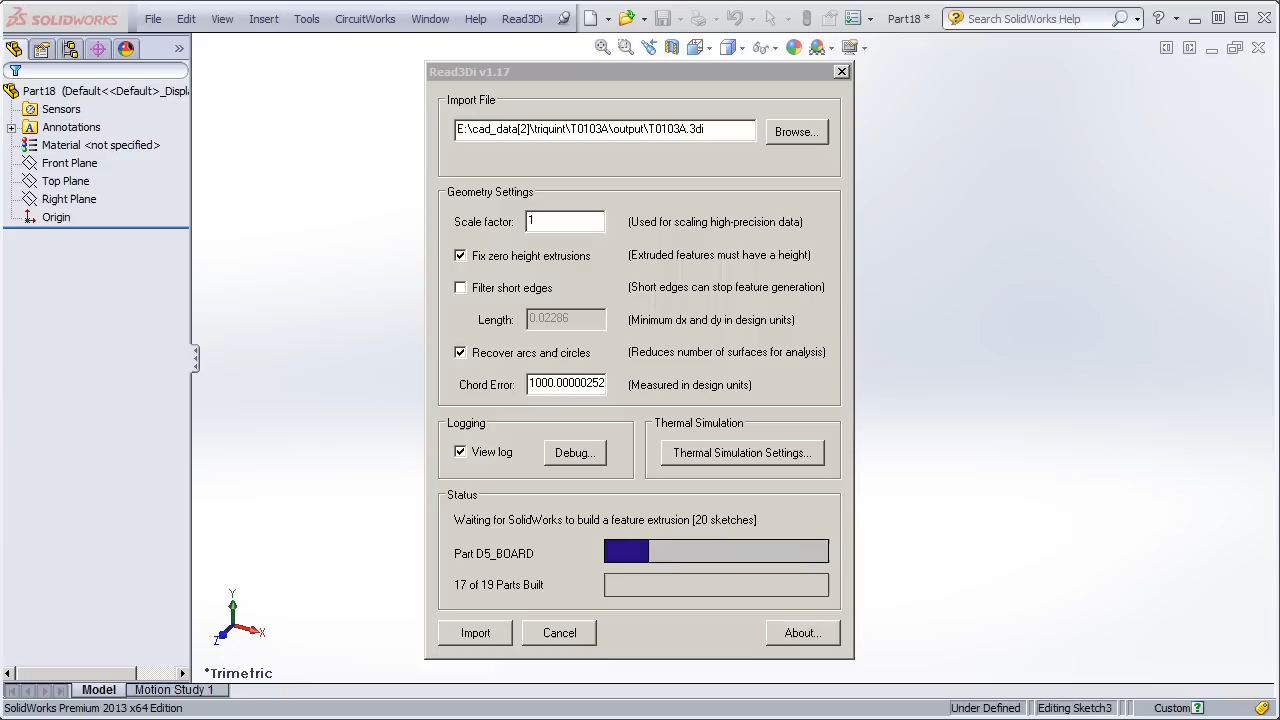 SOLIDWORKS File Edit View Insert Tools CircuitWorks Window Help Read3Di Part18 * Search SolidWorks Help
Part18 (Default<<Default>_Displ
Sensors
Annotations
Material <not specified>
Front Plane
Top Plane
Right Plane
Origin
Read3Di v1.17
Import File
E:\cad_data[2]\triquint\T0103A\output\T0103A.3di Browse...
Geometry Settings
Scale factor: 1 (Used for scaling high-precision data)
Fix zero height extrusions (Extruded features must have a height)
Filter short edges (Short edges can stop feature generation)
Length: 0.02286 (Minimum dx and dy in design units)
Recover arcs and circles (Reduces number of surfaces for analysis)
Chord Error: 1000.00000252 (Measured in design units)
Logging Thermal Simulation
View log Debug... Thermal Simulation Settings...
Status
Waiting for SolidWorks to build a feature extrusion [20 sketches]
Part D5_BOARD
17 of 19 Parts Built
Import Cancel About...
Y
X
Z
*Trimetric
Model Motion Study 1
SolidWorks Premium 2013 x64 Edition Under Defined Editing Sketch3 Custom